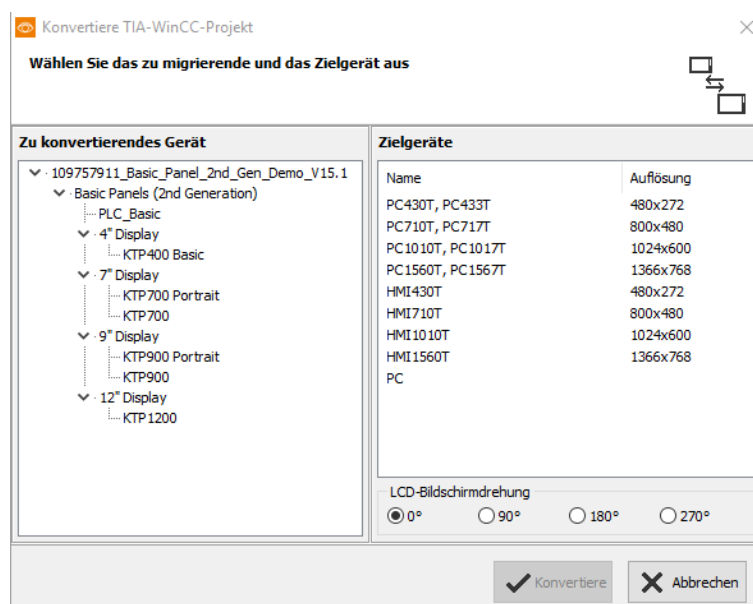 Konvertiere TIA-WinCC-Projekt
Wählen Sie das zu migrierende und das Zielgerät aus
Zu konvertierendes Gerät
109757911_Basic_Panel_2nd_Gen_Demo_V15.1
Basic Panels (2nd Generation)
PLC_Basic
4" Display
KTP400 Basic
7" Display
KTP700 Portrait
KTP700
9" Display
KTP900 Portrait
KTP900
12" Display
KTP1200
Zielgeräte
Name Auflösung
PC430T, PC433T 480x272
PC710T, PC717T 800x480
PC1010T, PC1017T 1024x600
PC1560T, PC1567T 1366x768
HMI430T 480x272
HMI710T 800x480
HMI1010T 1024x600
HMI1560T 1366x768
PC
LCD-Bildschirmdrehung
0° 90° 180° 270°
Konvertiere Abbrechen